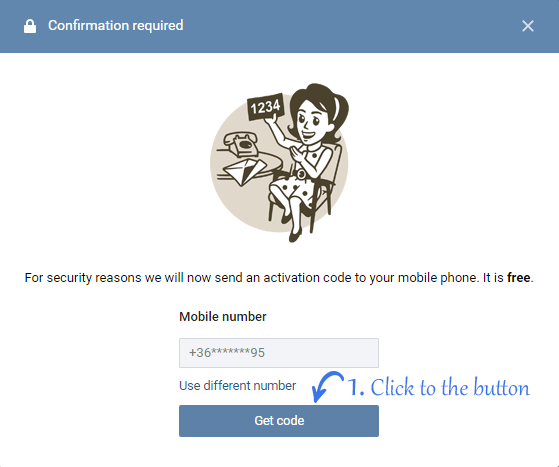 Confirmation required
1234
For security reasons we will now send an activation code to your mobile phone. It is free.
Mobile number
+36*******95
Use different number
1. Click to the button
Get code